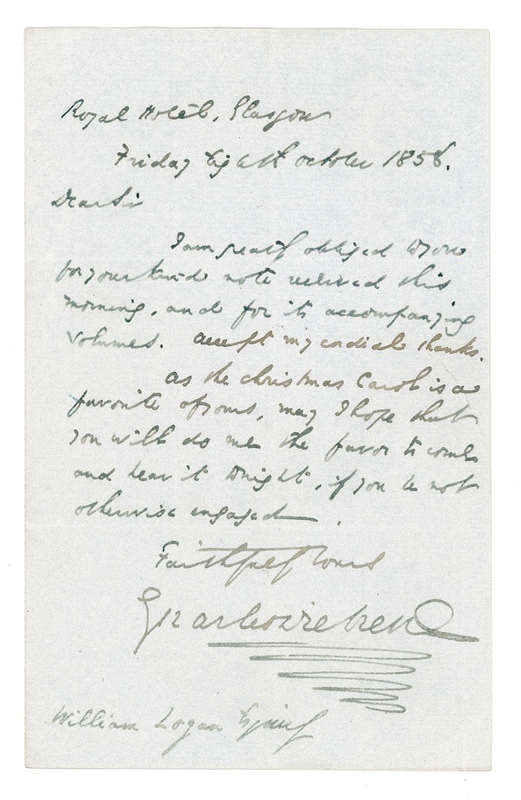 Royal Hotel, Glasgow
Friday Eighth October 1858.
Dear Sir
I am greatly obliged to you
for your kind note received this
morning, and for its accompanying
volumes. Accept my cordial thanks.
As the Christmas Carol is a
favorite of yours, may I hope that
you will do me the favor to come
and hear it tonight, if you be not
otherwise engaged.
Faithfully Yours
Charles Dickens
William Logan Esquire